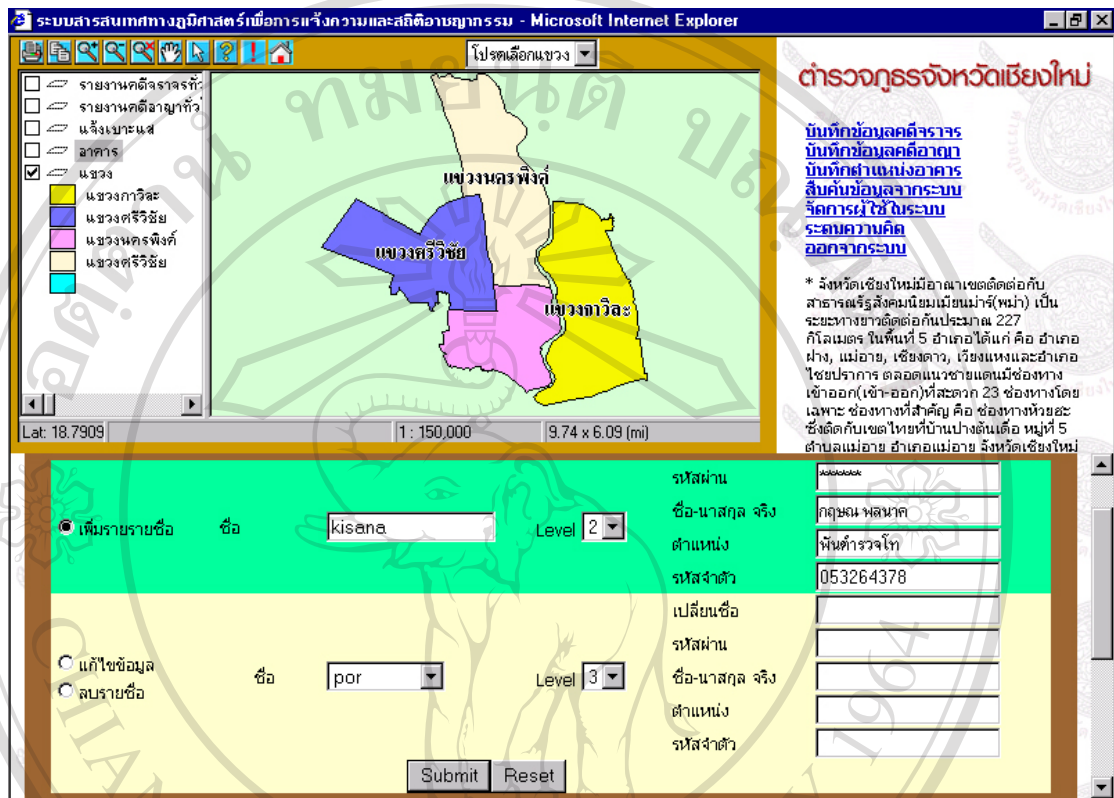 ระบบสารสนเทศทางภูมิศาสตร์เพื่อการแจ้งความและสถิติอาชญากรรม - Microsoft Internet Explorer
โปรดเลือกแขวง
รายงานคดีจราจรทั่ว
รายงานคดีอาญาทั่ว
แจ้งเบาะแส
อาคาร
แขวง
แขวงกาวิละ
แขวงศรีวิชัย
แขวงนครพิงค์
แขวงศรีวิชัย
แขวงนครพิงค์
แขวงศรีวิชัย
แขวงกาวิละ
Lat: 18.7909
1 : 150,000
9.74 x 6.09 (mi)
ตำรวจภูธรจังหวัดเชียงใหม่
บันทึกข้อมูลคดีจราจร
บันทึกข้อมูลคดีอาญา
บันทึกตำแหน่งอาคาร
สืบค้นข้อมูลจากระบบ
จัดการผู้ใช้ในระบบ
ระดมความคิด
ออกจากระบบ
* จังหวัดเชียงใหม่มีอาณาเขตติดต่อกับ
สาธารณรัฐสังคมนิยมเมียนม่าร์(พม่า) เป็น
ระยะทางยาวติดต่อกันประมาณ 227
กิโลเมตร ในพื้นที่ 5 อำเภอได้แก่ คือ อำเภอ
ฝาง, แม่อาย, เชียงดาว, เวียงแหงและอำเภอ
ไชยปราการ ตลอดแนวชายแดนมีช่องทาง
เข้าออก(เข้า-ออก)ที่สะดวก 23 ช่องทางโดย
เฉพาะ ช่องทางที่สำคัญ คือ ช่องทางห้วยฮะ
ซึ่งติดกับเขตไทยที่บ้านปางต้นเดื่อ หมู่ที่ 5
ตำบลแม่อาย อำเภอแม่อาย จังหวัดเชียงใหม่
รหัสผ่าน *******
เพิ่มรายรายชื่อ ชื่อ kisana Level 2
ชื่อ-นาสกุล จริง กฤษณ พลนาค
ตำแหน่ง พันตำรวจโท
รหัสจำตัว 053264378
เปลี่ยนชื่อ
รหัสผ่าน
แก้ไขข้อมูล
ลบรายชื่อ
ชื่อ por Level 3
ชื่อ-นาสกุล จริง
ตำแหน่ง
รหัสจำตัว
Submit Reset